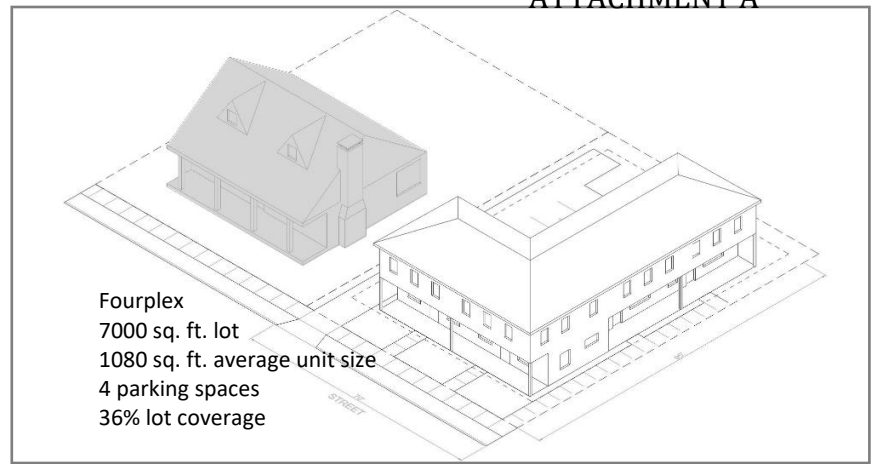 ATTACHMENT A
Fourplex
7000 sq. ft. lot
1080 sq. ft. average unit size
4 parking spaces
36% lot coverage
STREET